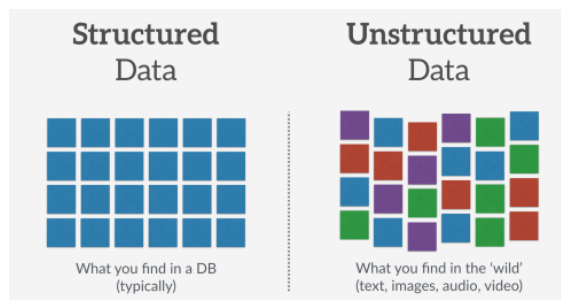 Structured
Data
What you find in a DB
(typically)
Unstructured
Data
What you find in the 'wild'
(text, images, audio, video)